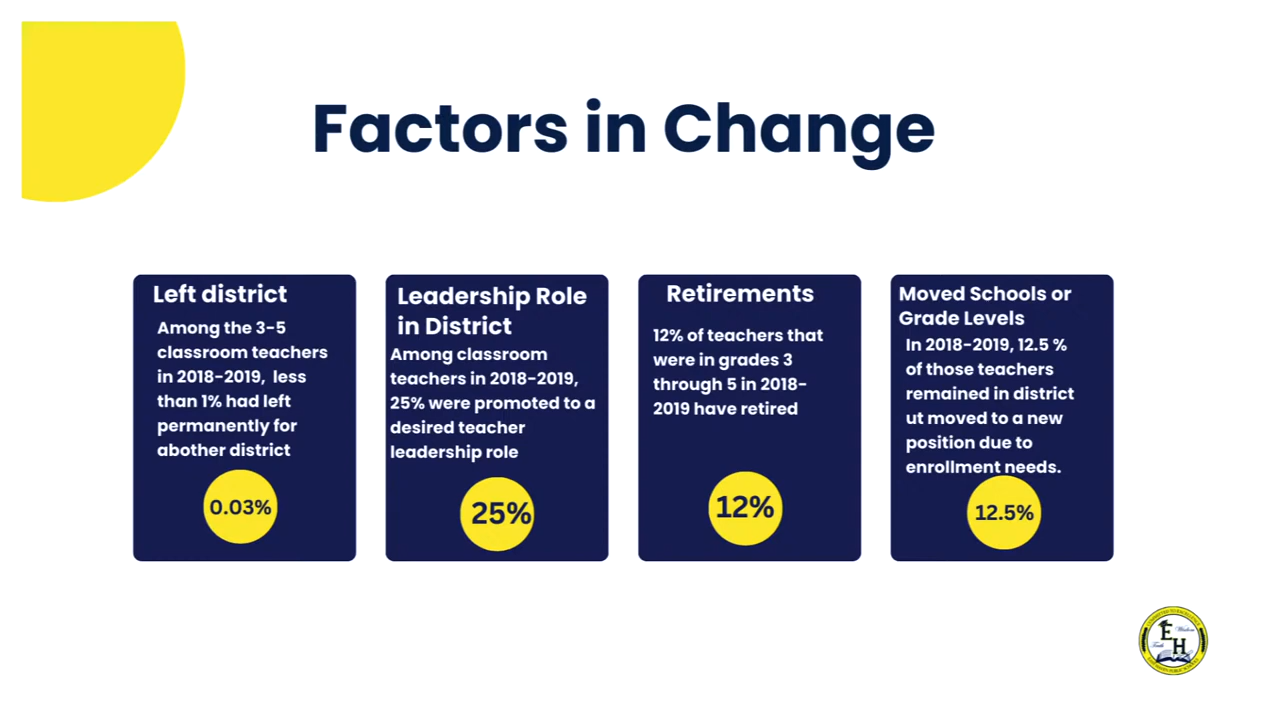 Factors in Change
Left district
Among the 3-5
classroom teachers
in 2018-2019, less
than 1% had left
permanently for
abother district
0.03%
Leadership Role
in District
Among classroom
teachers in 2018-2019,
25% were promoted to a
desired teacher
leadership role
25%
Retirements
12% of teachers that
were in grades 3
through 5 in 2018-
2019 have retired
12%
Moved Schools or
Grade Levels
In 2018-2019, 12.5 %
of those teachers
remained in district
ut moved to a new
position due to
enrollment needs.
12.5%
E
H